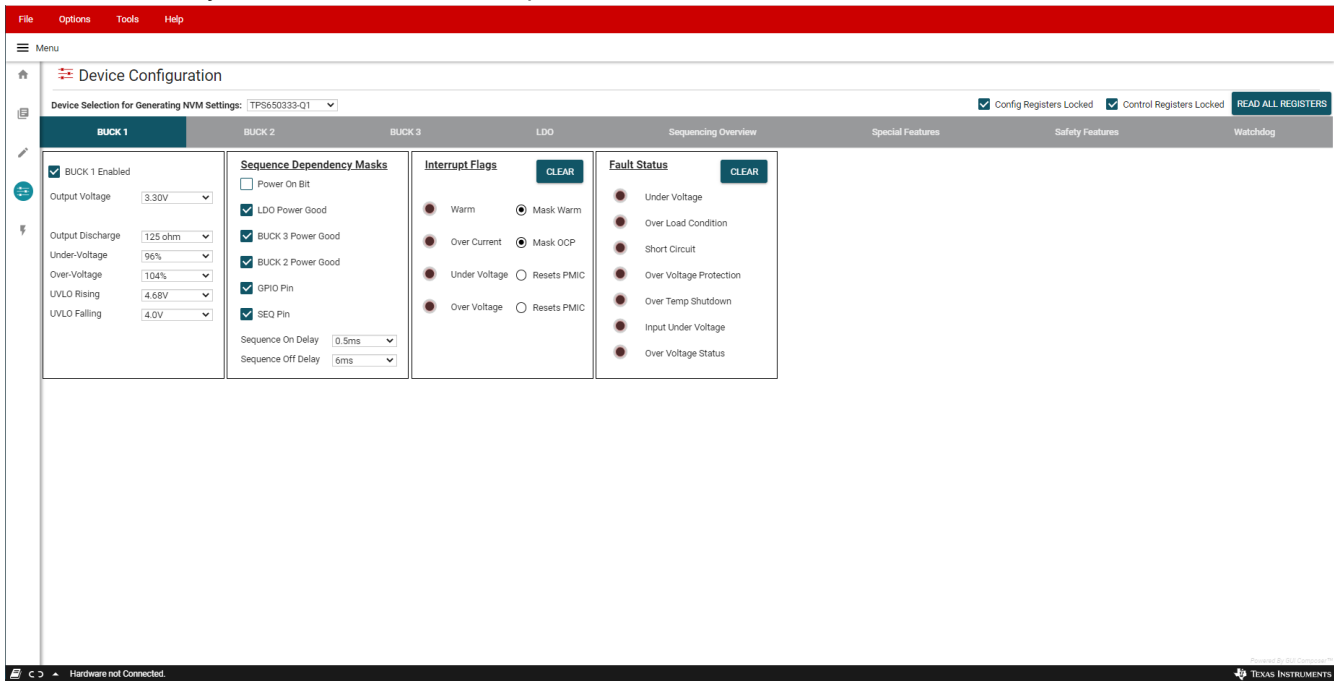 File Options Tools Help
Menu
Device Configuration
Device Selection for Generating NVM Settings: TPS650333-Q1
Config Registers Locked Control Registers Locked READ ALL REGISTERS
BUCK 1 BUCK 2 BUCK 3 LDO Sequencing Overview Special Features Safety Features Watchdog
BUCK 1 Enabled
Output Voltage 3.30V
Output Discharge 125 ohm
Under-Voltage 96%
Over-Voltage 104%
UVLO Rising 4.68V
UVLO Falling 4.0V
Sequence Dependency Masks
Power On Bit
LDO Power Good
BUCK 3 Power Good
BUCK 2 Power Good
GPIO Pin
SEQ Pin
Sequence On Delay 0.5ms
Sequence Off Delay 6ms
Interrupt Flags CLEAR
Warm Mask Warm
Over Current Mask OCP
Under Voltage Resets PMIC
Over Voltage Resets PMIC
Fault Status CLEAR
Under Voltage
Over Load Condition
Short Circuit
Over Voltage Protection
Over Temp Shutdown
Input Under Voltage
Over Voltage Status
Powered By GUI Composer™
Hardware not Connected.
TEXAS INSTRUMENTS